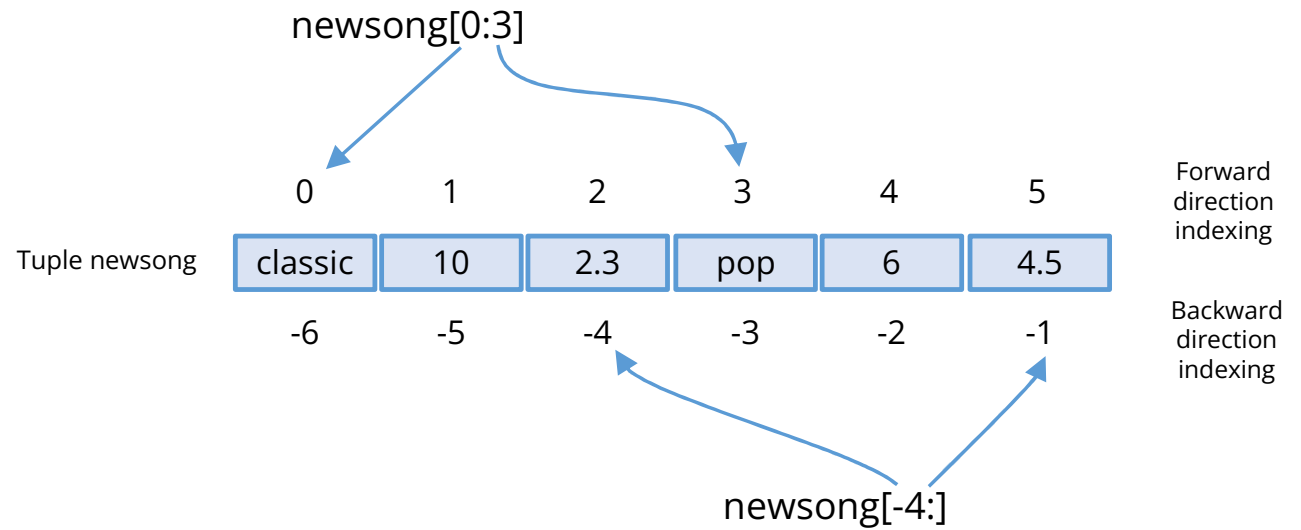 newsong[0:3]
0 1 2 3 4 5
Forward
direction
indexing
Tuple newsong
classic 10 2.3 pop 6 4.5
-6 -5 -4 -3 -2 -1
Backward
direction
indexing
newsong[-4:]